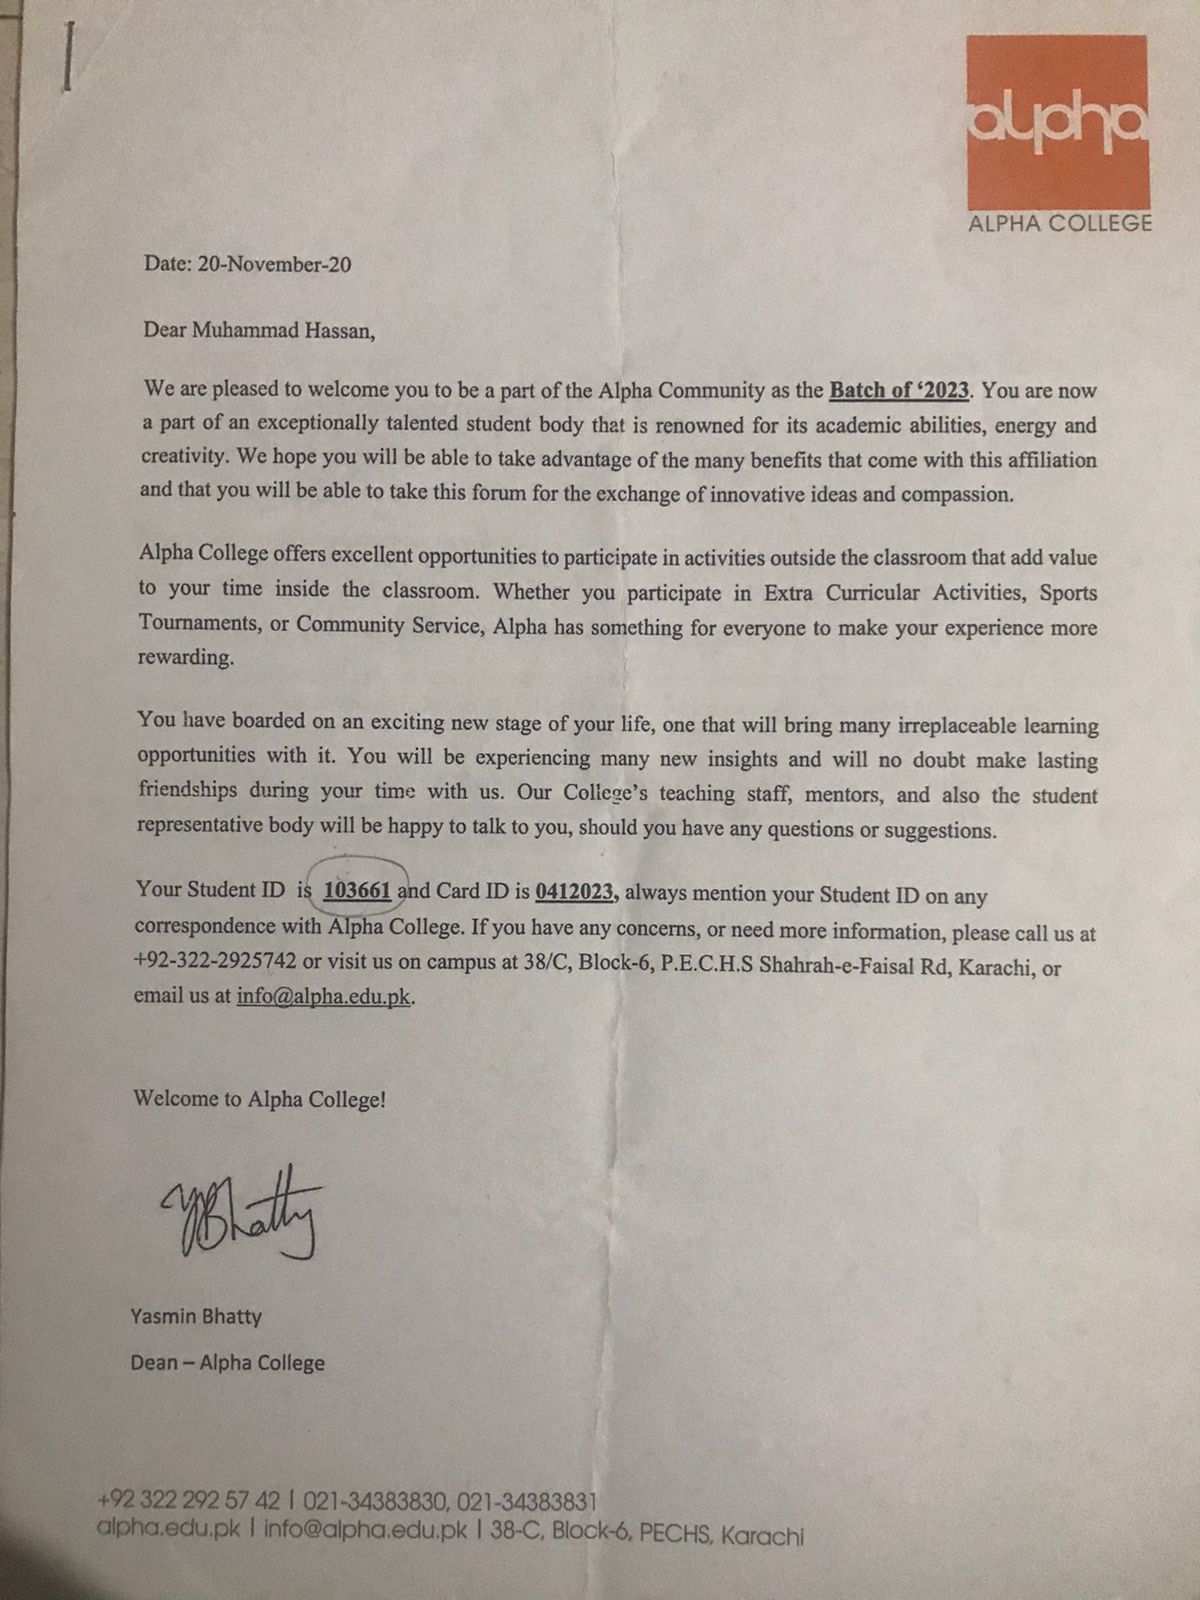 alpha
ALPHA COLLEGE
Date: 20-November-20
Dear Muhammad Hassan,
We are pleased to welcome you to be a part of the Alpha Community as the Batch of ‘2023. You are now
a part of an exceptionally talented student body that is renowned for its academic abilities, energy and
creativity. We hope you will be able to take advantage of the many benefits that come with this affiliation
and that you will be able to take this forum for the exchange of innovative ideas and compassion.
Alpha College offers excellent opportunities to participate in activities outside the classroom that add value
to your time inside the classroom. Whether you participate in Extra Curricular Activities, Sports
Tournaments, or Community Service, Alpha has something for everyone to make your experience more
rewarding.
You have boarded on an exciting new stage of your life, one that will bring many irreplaceable learning
opportunities with it. You will be experiencing many new insights and will no doubt make lasting
friendships during your time with us. Our College’s teaching staff, mentors, and also the student
representative body will be happy to talk to you, should you have any questions or suggestions.
Your Student ID is 103661 and Card ID is 0412023, always mention your Student ID on any
correspondence with Alpha College. If you have any concerns, or need more information, please call us at
+92-322-2925742 or visit us on campus at 38/C, Block-6, P.E.C.H.S Shahrah-e-Faisal Rd, Karachi, or
email us at info@alpha.edu.pk.
Welcome to Alpha College!
YBhatty
Yasmin Bhatty
Dean – Alpha College
+92 322 292 57 42 | 021-34383830, 021-34383831
alpha.edu.pk | info@alpha.edu.pk | 38-C, Block-6, PECHS, Karachi